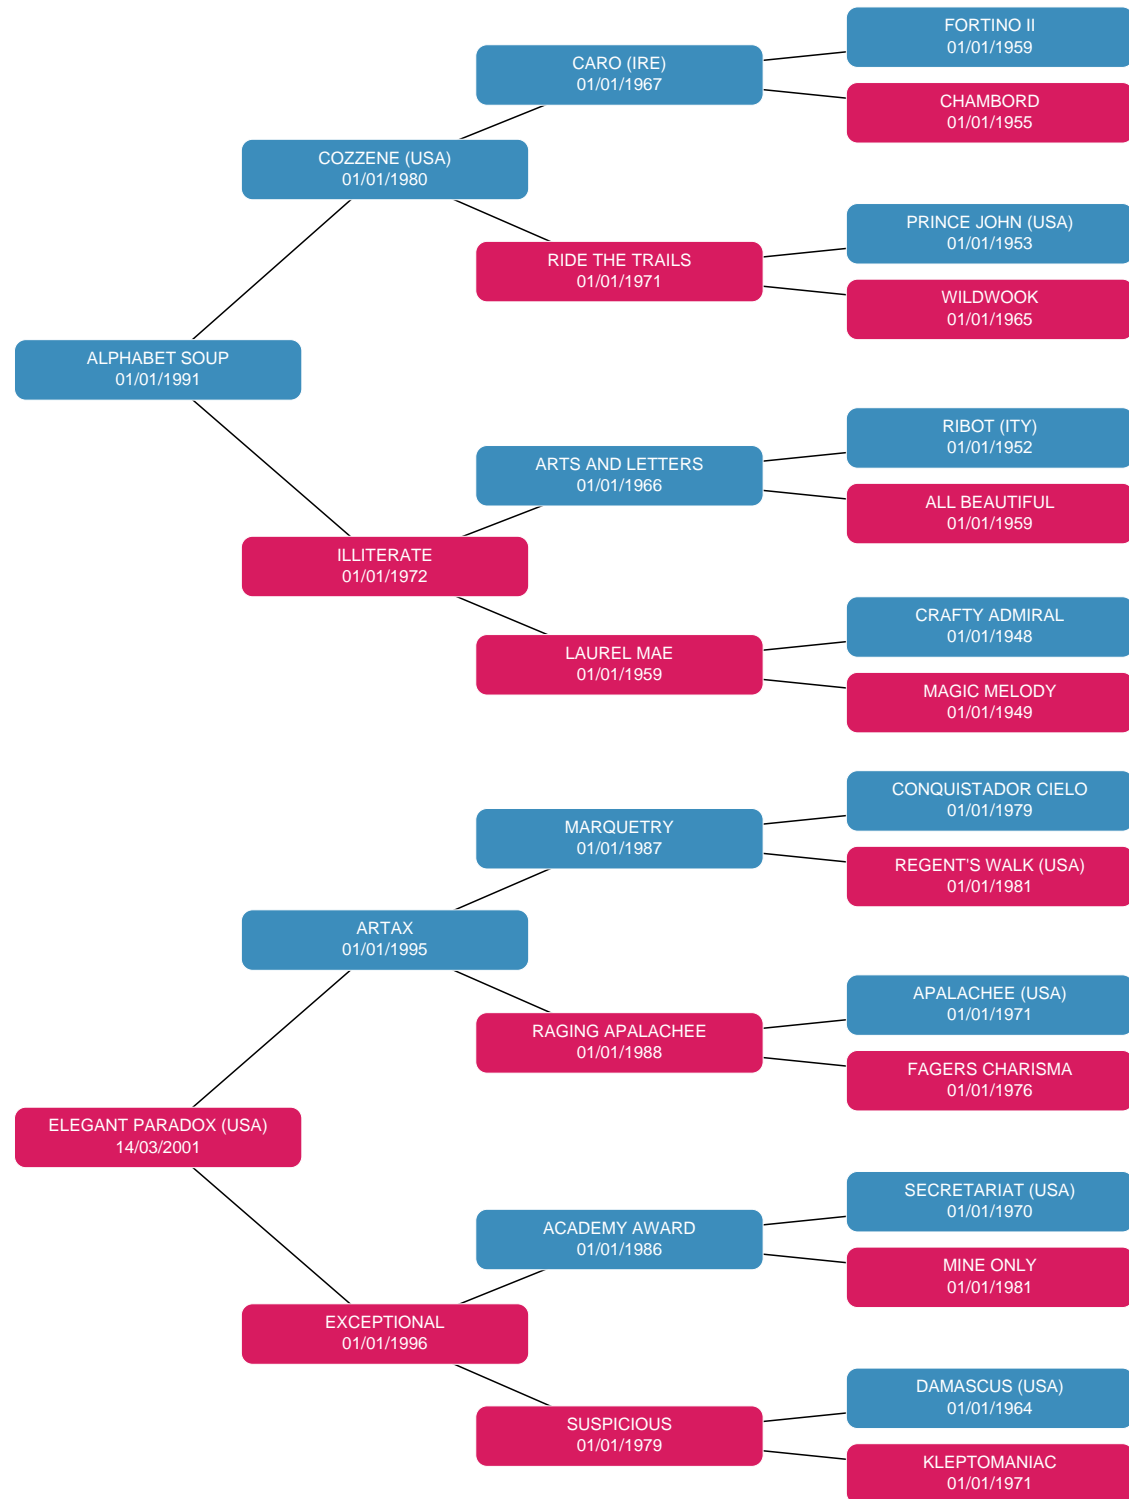 FORTINO II
01/01/1959
CARO (IRE)
01/01/1967
CHAMBORD
01/01/1955
COZZENE (USA)
01/01/1980
PRINCE JOHN (USA)
01/01/1953
RIDE THE TRAILS
01/01/1971
WILDWOOK
01/01/1965
ALPHABET SOUP
01/01/1991
RIBOT (ITY)
01/01/1952
ARTS AND LETTERS
01/01/1966
ALL BEAUTIFUL
01/01/1959
ILLITERATE
01/01/1972
CRAFTY ADMIRAL
01/01/1948
LAUREL MAE
01/01/1959
MAGIC MELODY
01/01/1949
CONQUISTADOR CIELO
01/01/1979
MARQUETRY
01/01/1987
REGENT'S WALK (USA)
01/01/1981
ARTAX
01/01/1995
APALACHEE (USA)
01/01/1971
RAGING APALACHEE
01/01/1988
FAGERS CHARISMA
01/01/1976
ELEGANT PARADOX (USA)
14/03/2001
SECRETARIAT (USA)
01/01/1970
ACADEMY AWARD
01/01/1986
MINE ONLY
01/01/1981
EXCEPTIONAL
01/01/1996
DAMASCUS (USA)
01/01/1964
SUSPICIOUS
01/01/1979
KLEPTOMANIAC
01/01/1971